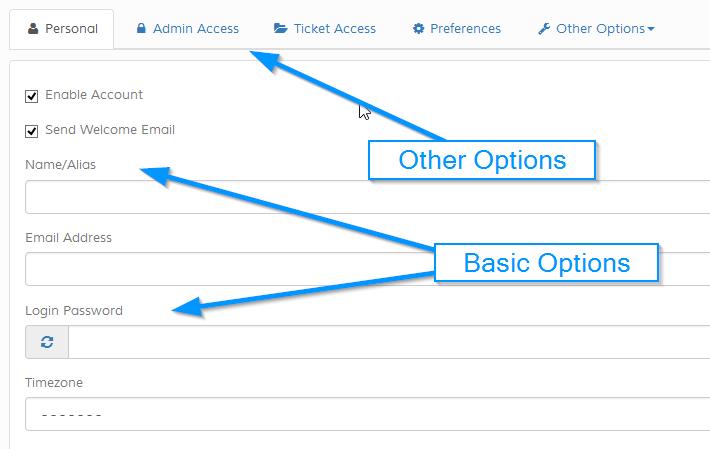 Personal Admin Access Ticket Access Preferences Other Options
Enable Account
Send Welcome Email
Other Options
Name/Alias
Email Address
Basic Options
Login Password
Timezone
-------